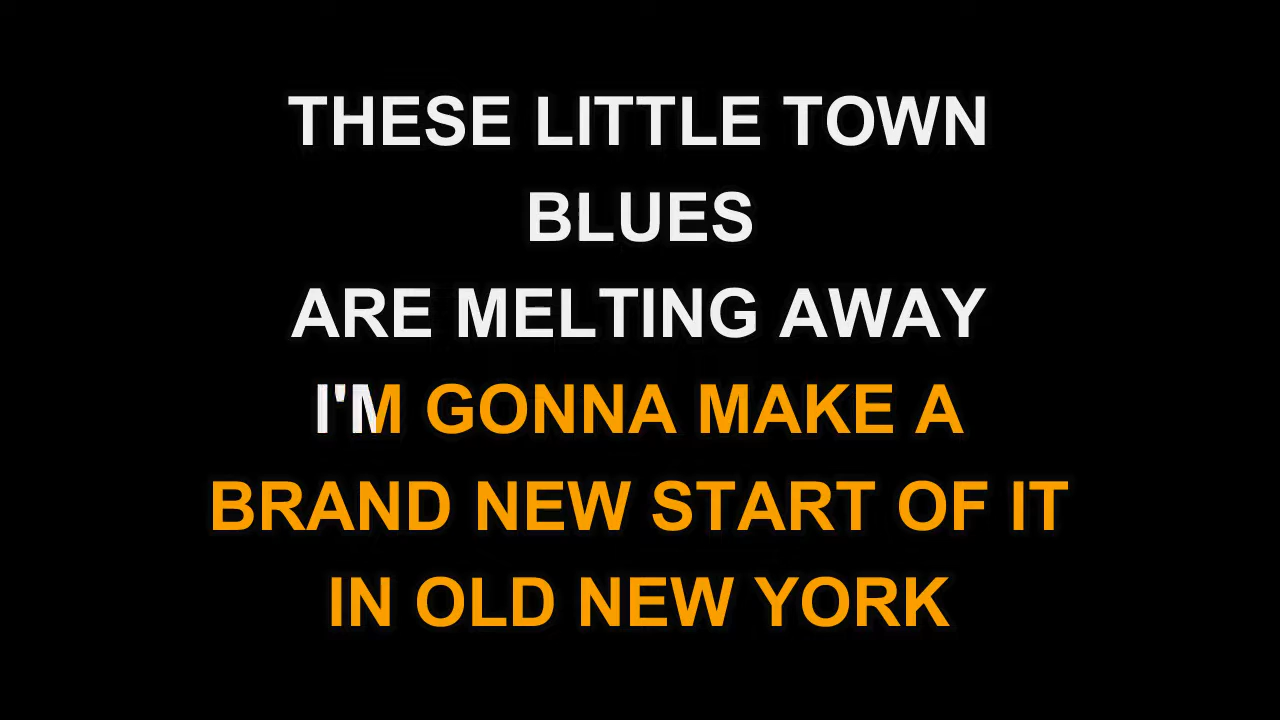 THESE LITTLE TOWN
BLUES
ARE MELTING AWAY
I'M GONNA MAKE A
BRAND NEW START OF IT
IN OLD NEW YORK